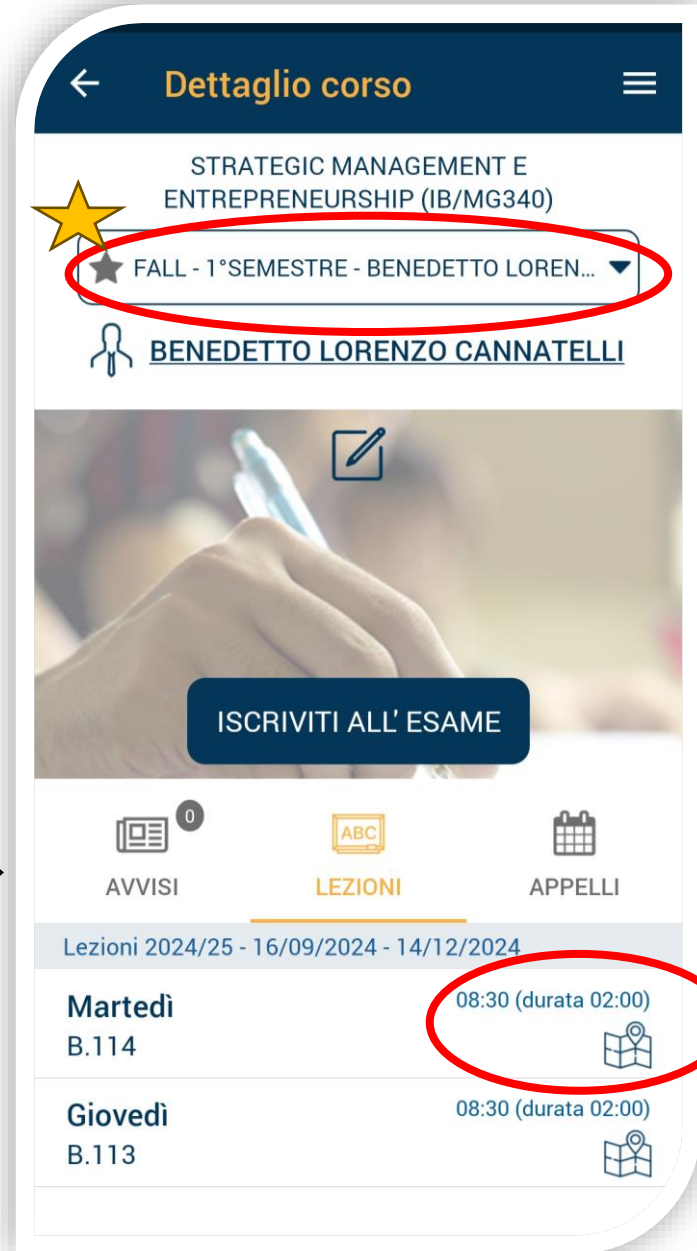 Dettaglio corso
STRATEGIC MANAGEMENT E
ENTREPRENEURSHIP (IB/MG340)
FALL - 1°SEMESTRE - BENEDETTO LOREN...
BENEDETTO LORENZO CANNATELLI
ISCRIVITI ALL' ESAME
0
ABC
AVVISI
LEZIONI
APPELLI
Lezioni 2024/25 - 16/09/2024 - 14/12/2024
Martedì
08:30 (durata 02:00)
B.114
Giovedì
08:30 (durata 02:00)
B.113